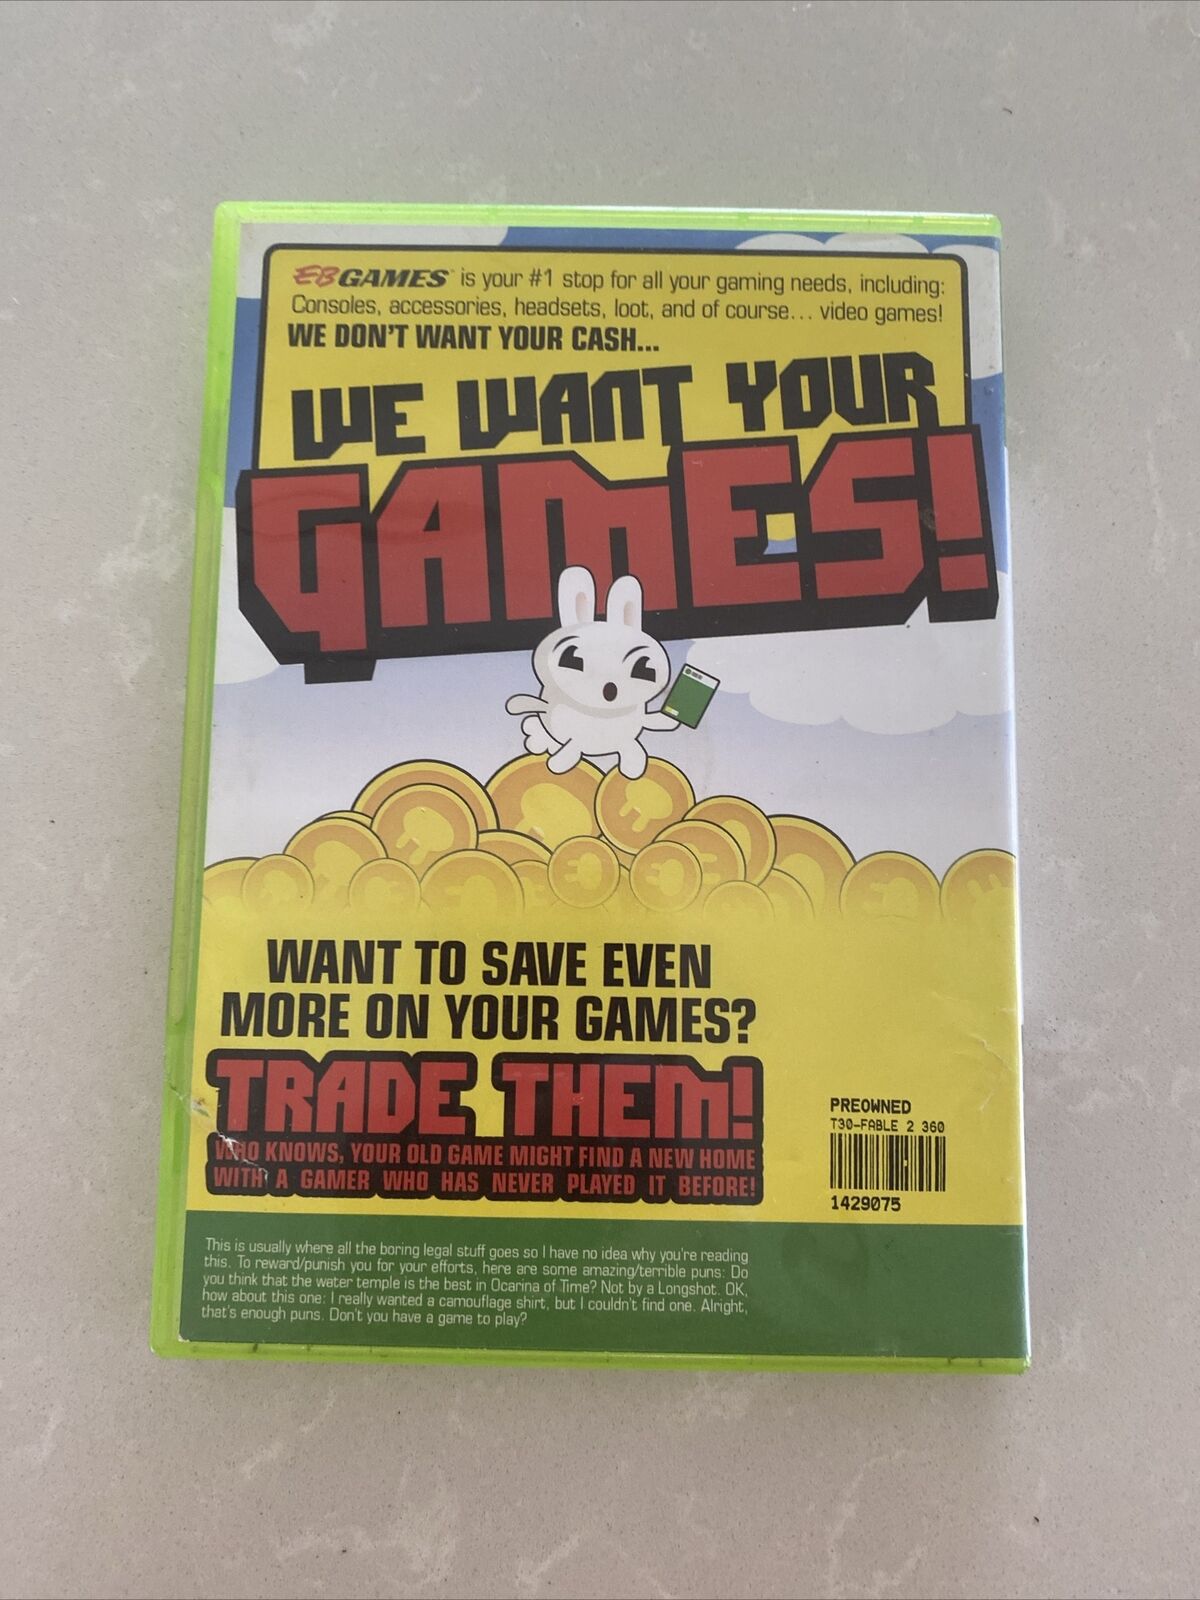 EB GAMES™ is your #1 stop for all your gaming needs, including:
Consoles, accessories, headsets, loot, and of course... video games!
WE DON'T WANT YOUR CASH...
WE WANT YOUR
GAMES!
WANT TO SAVE EVEN
MORE ON YOUR GAMES?
TRADE THEM!
WHO KNOWS, YOUR OLD GAME MIGHT FIND A NEW HOME
WITH A GAMER WHO HAS NEVER PLAYED IT BEFORE!
PREOWNED
T30-FABLE 2 360
1429075
This is usually where all the boring legal stuff goes so I have no idea why you're reading
this. To reward/punish you for your efforts, here are some amazing/terrible puns: Do
you think that the water temple is the best in Ocarina of Time? Not by a Longshot. OK,
how about this one: I really wanted a camouflage shirt, but I couldn't find one. Alright,
that's enough puns. Don't you have a game to play?